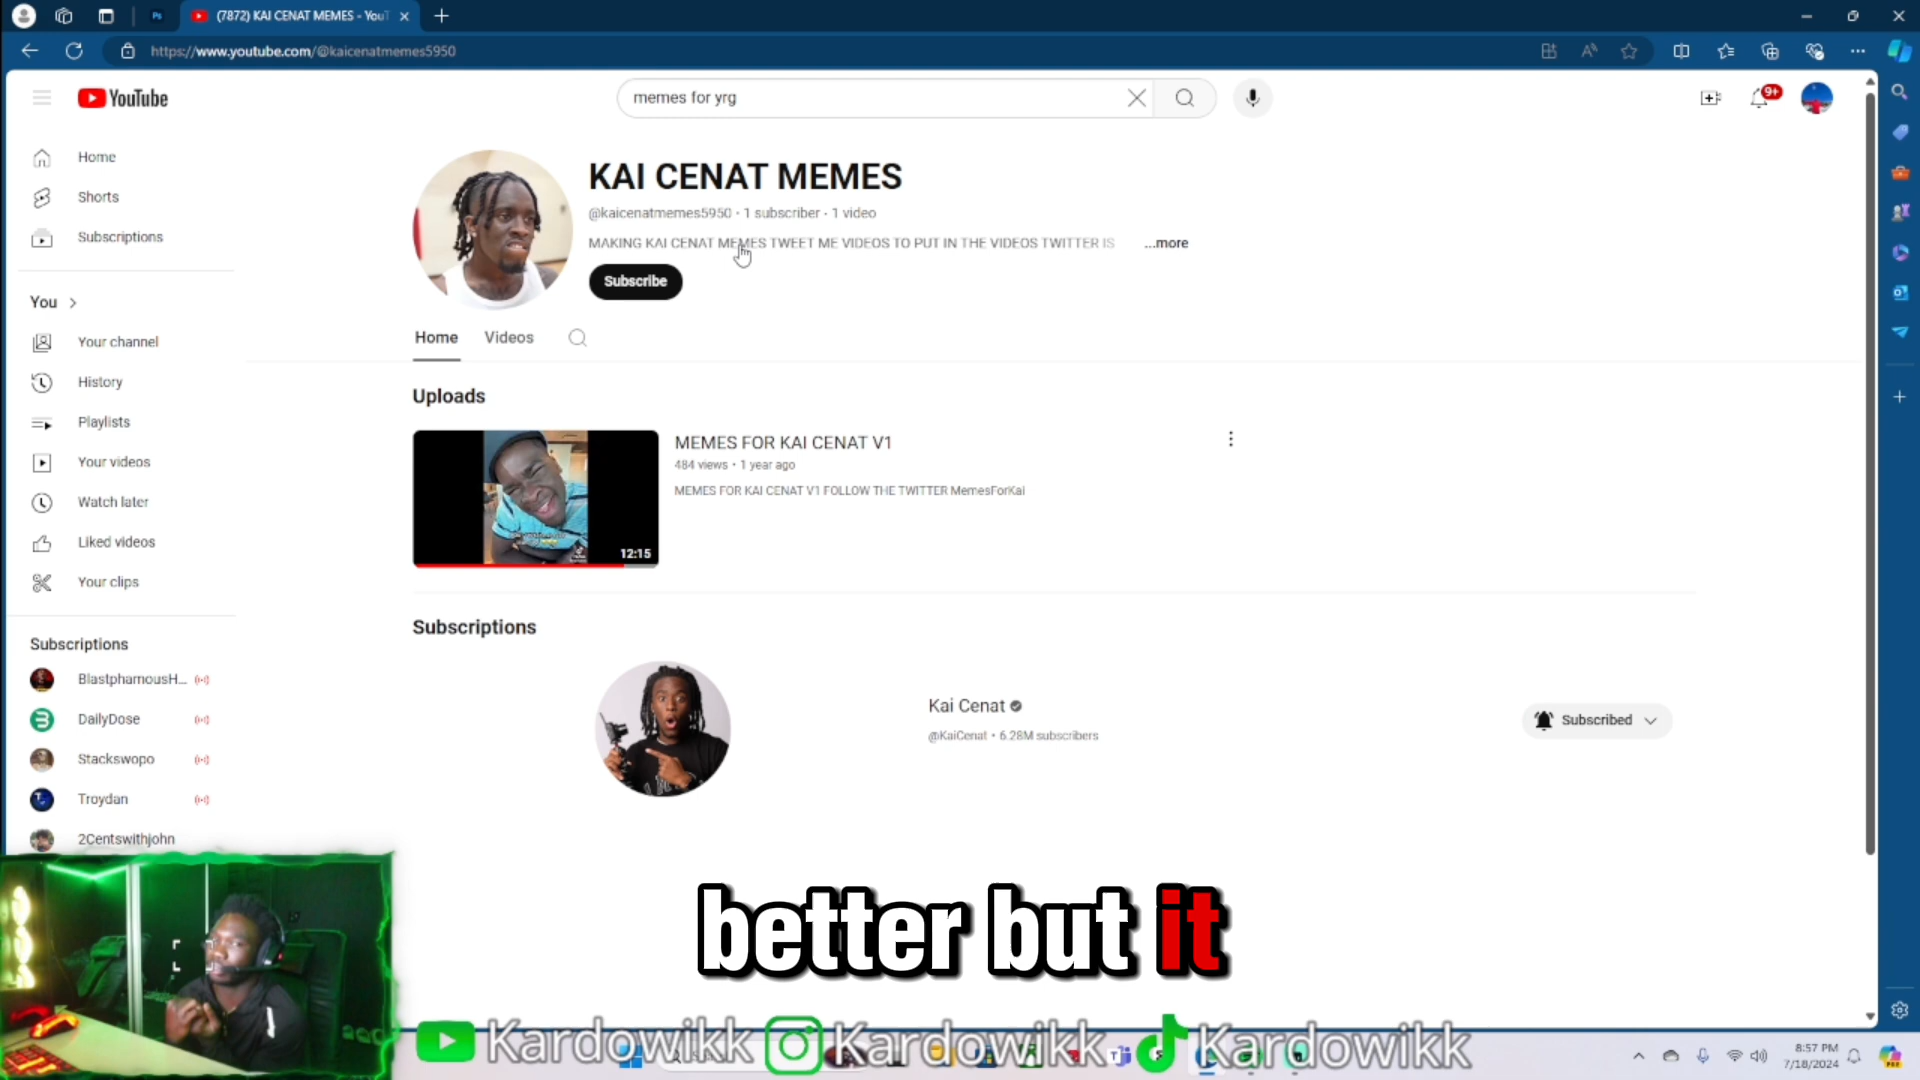 Ps
(7872) KAI CENAT MEMES - YouT
https://www.youtube.com/@kaicenatmemes5950
YouTube
memes for yrg
9+
Home
Shorts
Subscriptions
You
Your channel
History
Playlists
Your videos
Watch later
Liked videos
Your clips
Subscriptions
BlastphamousH...
DailyDose
Stackswopo
Troydan
2Centswithjohn
KAI CENAT MEMES
@kaicenatmemes5950 • 1 subscriber • 1 video
MAKING KAI CENAT MEMES TWEET ME VIDEOS TO PUT IN THE VIDEOS TWITTER IS ...more
Subscribe
Home Videos
Uploads
12:15
MEMES FOR KAI CENAT V1
484 views • 1 year ago
MEMES FOR KAI CENAT V1 FOLLOW THE TWITTER MemesForKai
Subscriptions
Kai Cenat
@KaiCenat • 6.28M subscribers
Subscribed
better but it
Kardowikk Kardowikk Kardowikk
8:57 PM
7/18/2024